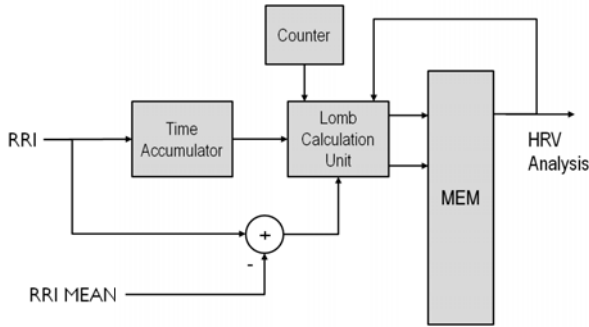 Counter
Time
Accumulator
Lomb
Calculation
Unit
RRI
HRV
Analysis
MEM
+
-
RRI MEAN